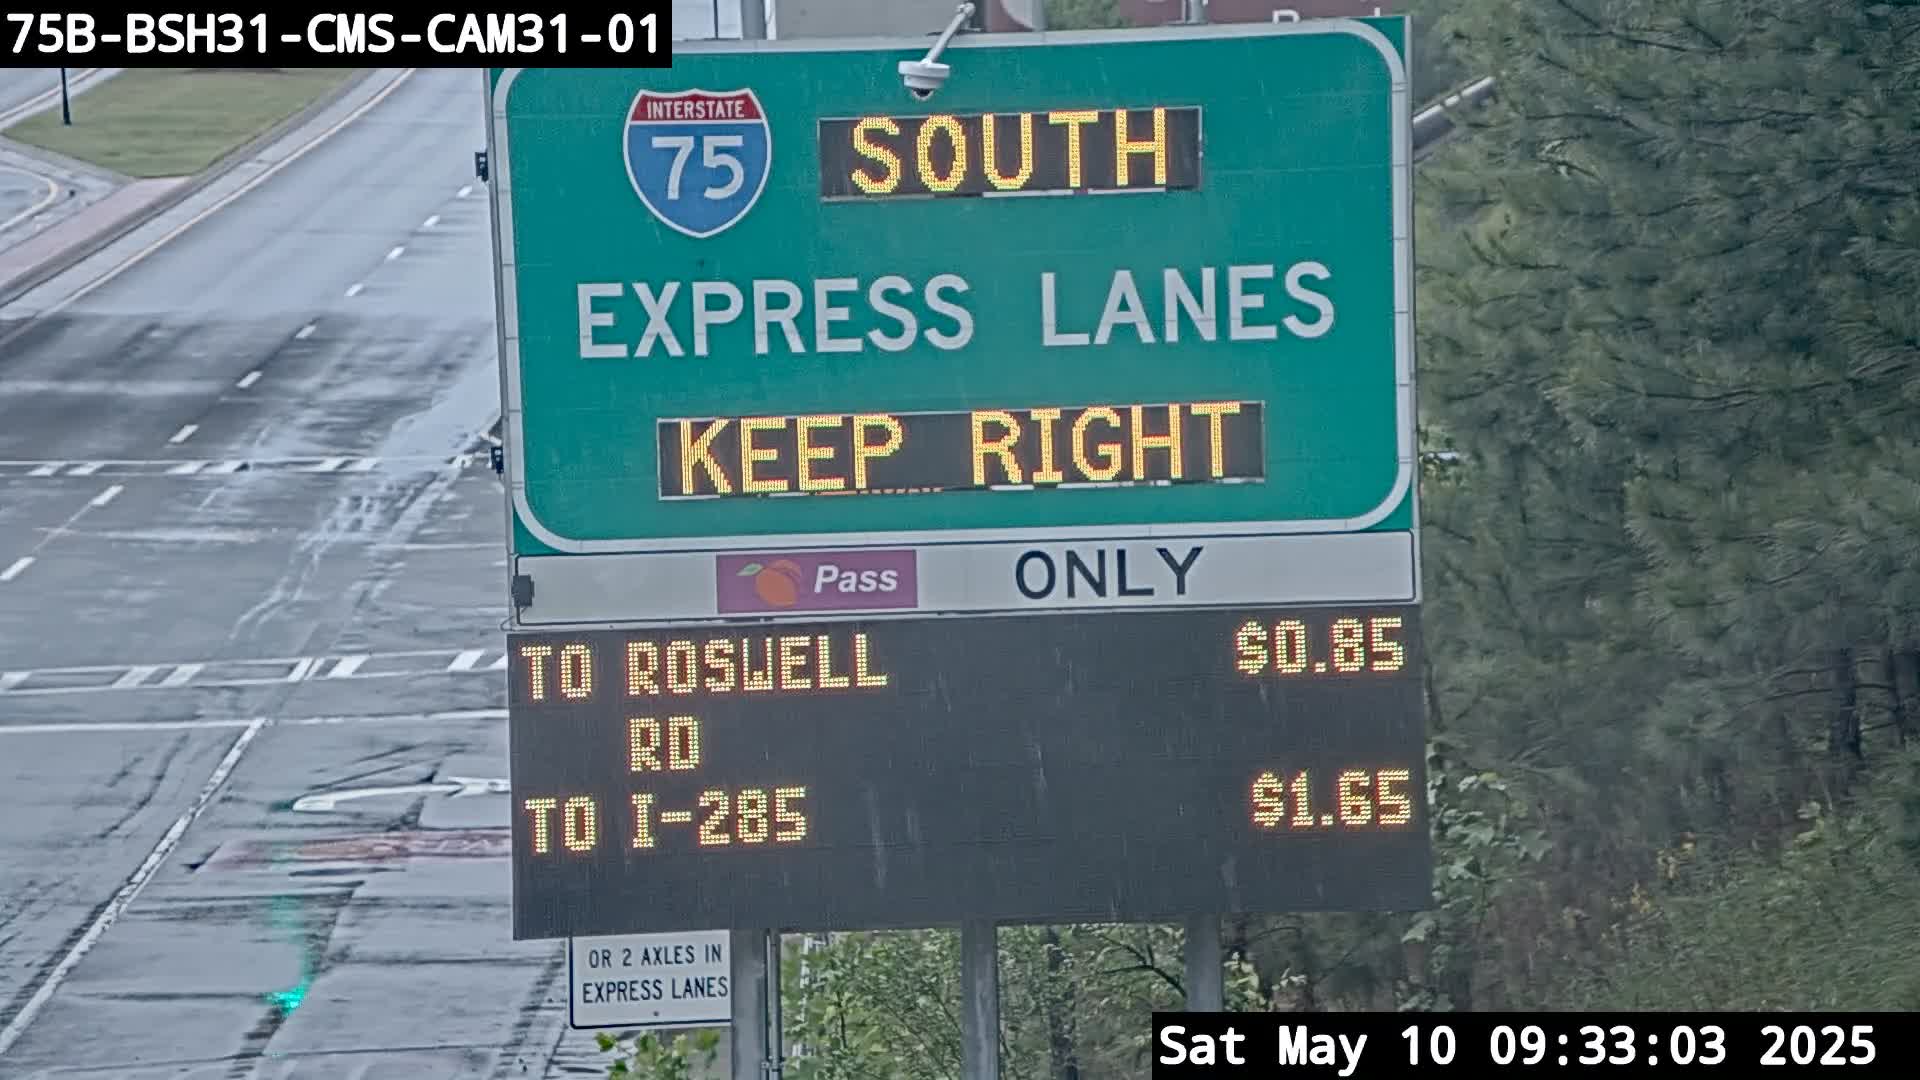 75B-BSH31-CMS-CAM31-01
INTERSTATE
75
SOUTH
EXPRESS LANES
KEEP RIGHT
Pass ONLY
TO ROSWELL $0.85
RD
TO I-285 $1.65
OR 2 AXLES IN
EXPRESS LANES
Sat May 10 09:33:03 2025